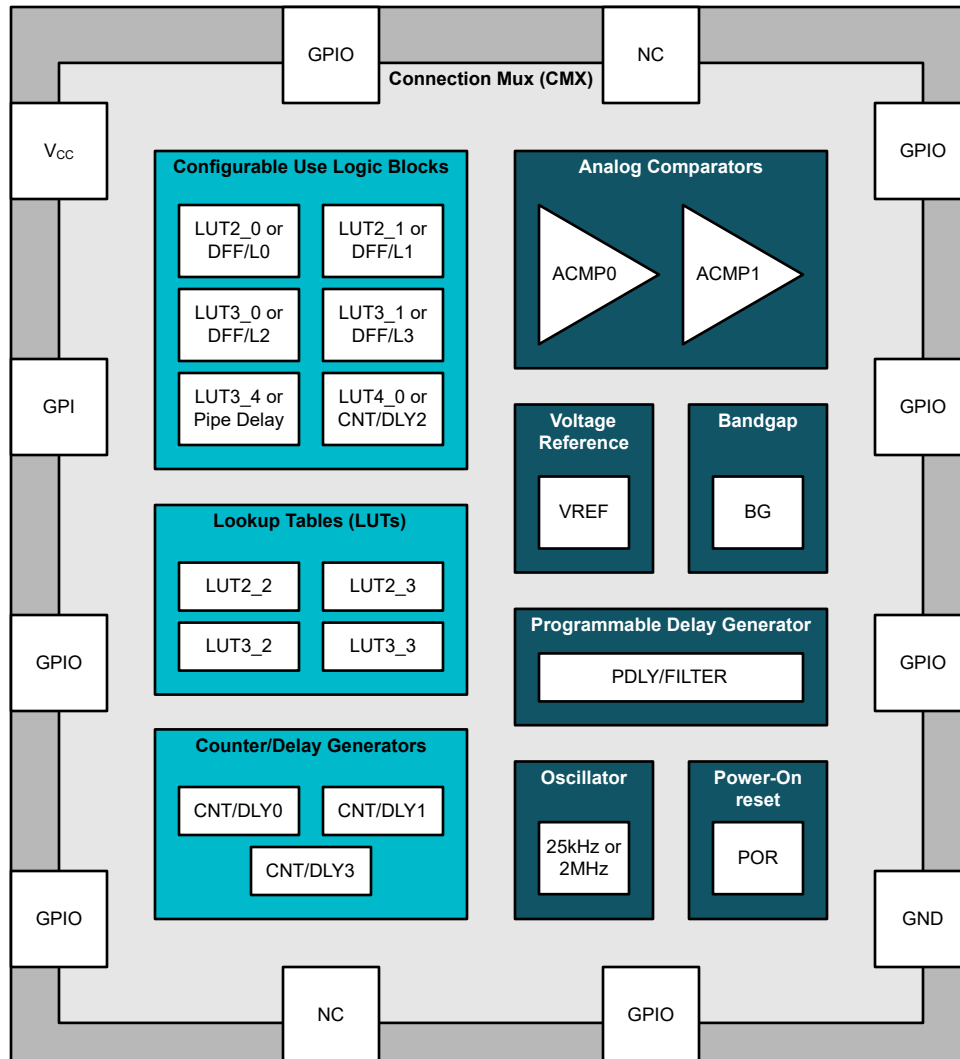 GPIO
NC
Connection Mux (CMX)
VCC
GPIO
Configurable Use Logic Blocks
LUT2_0 or
DFF/L0
LUT2_1 or
DFF/L1
LUT3_0 or
DFF/L2
LUT3_1 or
DFF/L3
LUT3_4 or
Pipe Delay
LUT4_0 or
CNT/DLY2
Analog Comparators
ACMP0
ACMP1
GPI
GPIO
Voltage
Reference
VREF
Bandgap
BG
Lookup Tables (LUTs)
LUT2_2
LUT2_3
LUT3_2
LUT3_3
Programmable Delay Generator
PDLY/FILTER
GPIO
GPIO
Counter/Delay Generators
CNT/DLY0
CNT/DLY1
CNT/DLY3
Oscillator
25kHz or
2MHz
Power-On
reset
POR
GPIO
GND
NC
GPIO